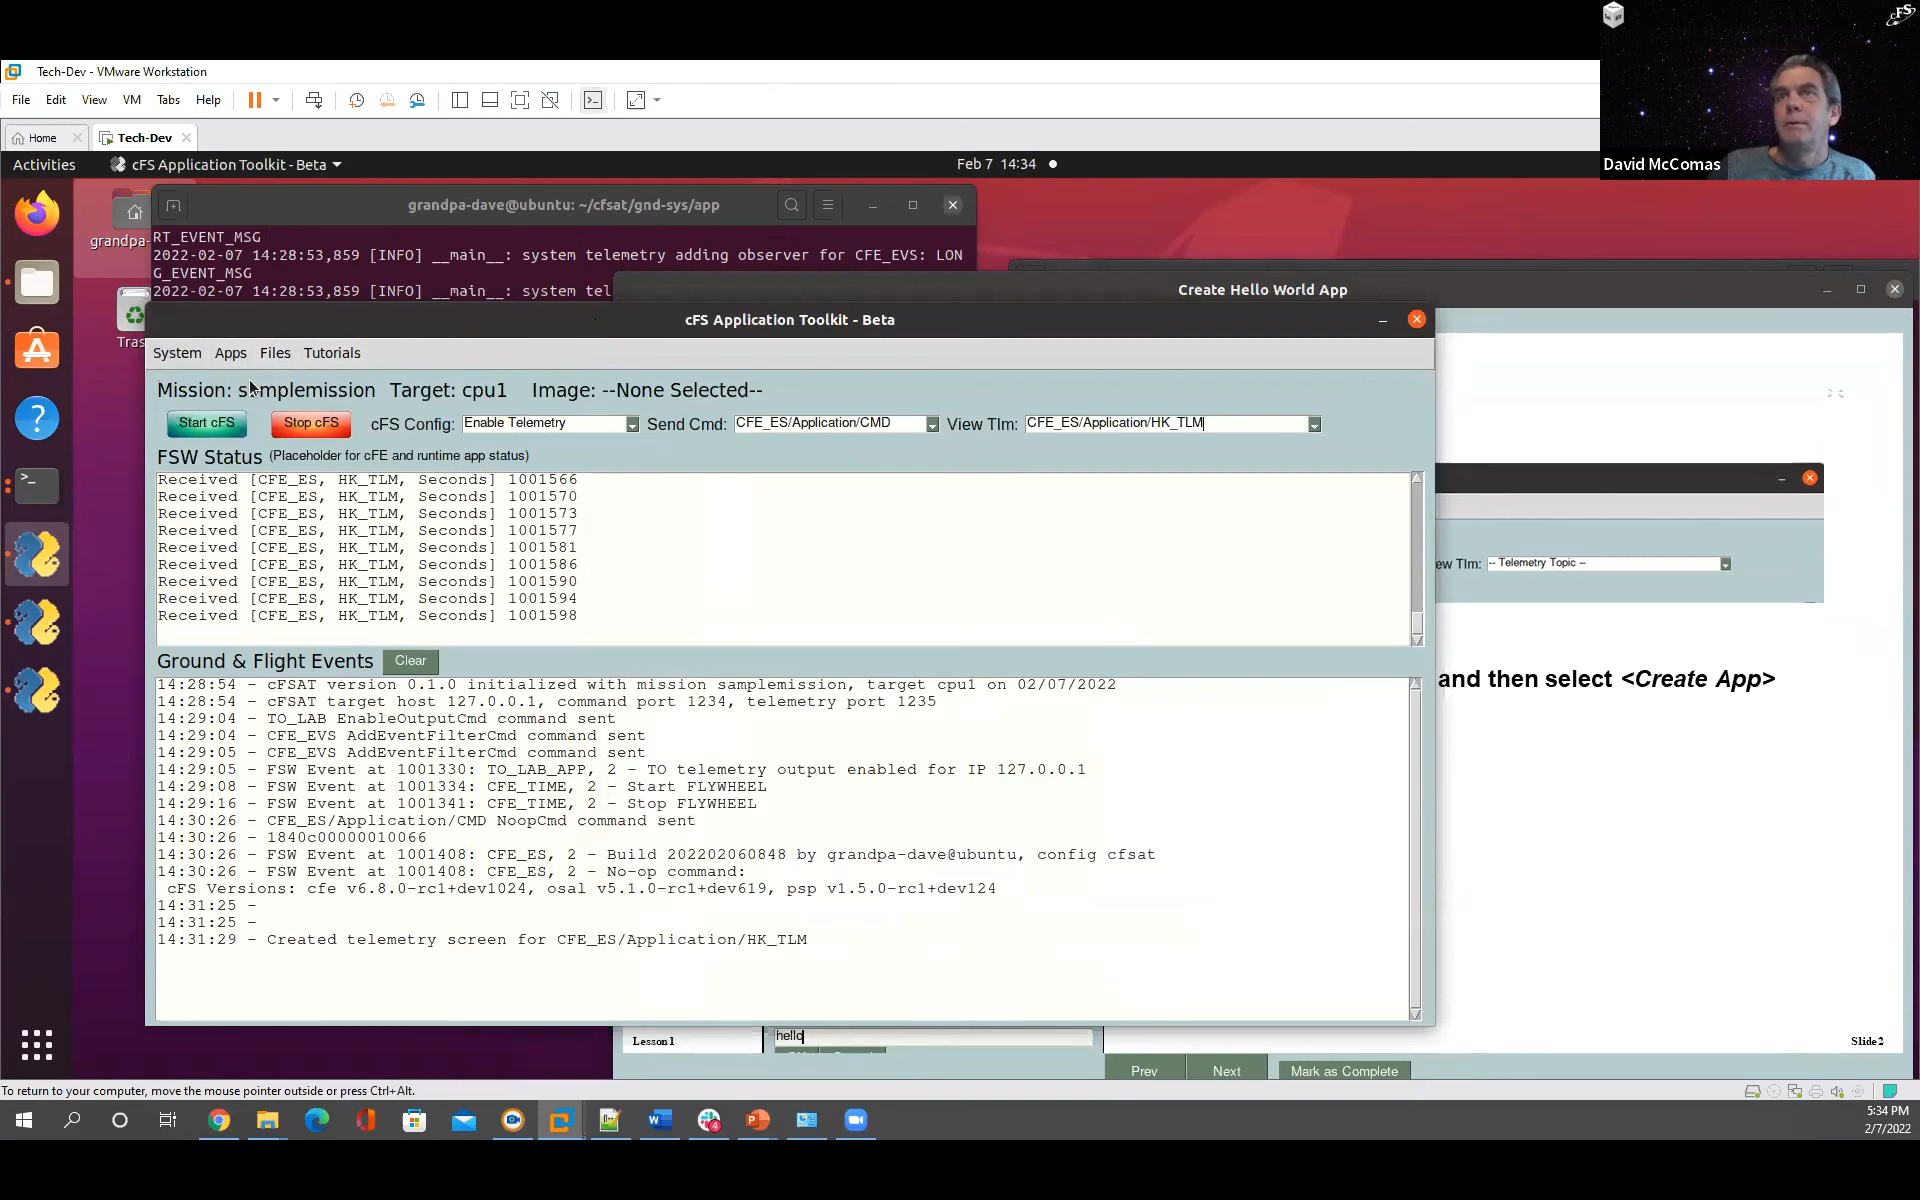 cFS
Tech-Dev - VMware Workstation
File Edit View VM Tabs Help
Home Tech-Dev
Activities cFS Application Toolkit - Beta Feb 7 14:34
David McComas
grandpa-dave@ubuntu: ~/cfsat/gnd-sys/app
grandpa-
RT_EVENT_MSG
2022-02-07 14:28:53,859 [INFO] __main__: system telemetry adding observer for CFE_EVS: LON
G_EVENT_MSG
2022-02-07 14:28:53,859 [INFO] __main__: system tel
Create Hello World App
Tras
cFS Application Toolkit - Beta
System Apps Files Tutorials
Mission: samplemission Target: cpu1 Image: --None Selected--
Start cFS Stop cFS cFS Config: Enable Telemetry Send Cmd: CFE_ES/Application/CMD View Tlm: CFE_ES/Application/HK_TLM
FSW Status (Placeholder for cFE and runtime app status)
Received [CFE_ES, HK_TLM, Seconds] 1001566
Received [CFE_ES, HK_TLM, Seconds] 1001570
Received [CFE_ES, HK_TLM, Seconds] 1001573
Received [CFE_ES, HK_TLM, Seconds] 1001577
Received [CFE_ES, HK_TLM, Seconds] 1001581
Received [CFE_ES, HK_TLM, Seconds] 1001586
Received [CFE_ES, HK_TLM, Seconds] 1001590
Received [CFE_ES, HK_TLM, Seconds] 1001594
Received [CFE_ES, HK_TLM, Seconds] 1001598
ew Tlm: -- Telemetry Topic --
Ground & Flight Events Clear
14:28:54 - cFSAT version 0.1.0 initialized with mission samplemission, target cpu1 on 02/07/2022
14:28:54 - cFSAT target host 127.0.0.1, command port 1234, telemetry port 1235
14:29:04 - TO_LAB EnableOutputCmd command sent
14:29:04 - CFE_EVS AddEventFilterCmd command sent
14:29:05 - CFE_EVS AddEventFilterCmd command sent
14:29:05 - FSW Event at 1001330: TO_LAB_APP, 2 - TO telemetry output enabled for IP 127.0.0.1
14:29:08 - FSW Event at 1001334: CFE_TIME, 2 - Start FLYWHEEL
14:29:16 - FSW Event at 1001341: CFE_TIME, 2 - Stop FLYWHEEL
14:30:26 - CFE_ES/Application/CMD NoopCmd command sent
14:30:26 - 1840c00000010066
14:30:26 - FSW Event at 1001408: CFE_ES, 2 - Build 202202060848 by grandpa-dave@ubuntu, config cfsat
14:30:26 - FSW Event at 1001408: CFE_ES, 2 - No-op command:
cFS Versions: cfe v6.8.0-rc1+dev1024, osal v5.1.0-rc1+dev619, psp v1.5.0-rc1+dev124
14:31:25 -
14:31:25 -
14:31:29 - Created telemetry screen for CFE_ES/Application/HK_TLM
and then select <Create App>
Lesson 1 hello Slide 2
Prev Next Mark as Complete
To return to your computer, move the mouse pointer outside or press Ctrl+Alt.
4
5:34 PM
2/7/2022